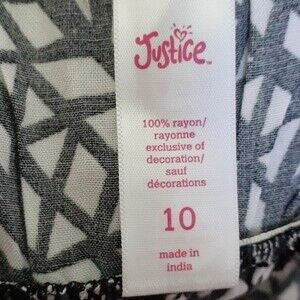 Justice
100% rayon/
rayonne
exclusive of
decoration/
sauf
décorations
10
made in
india